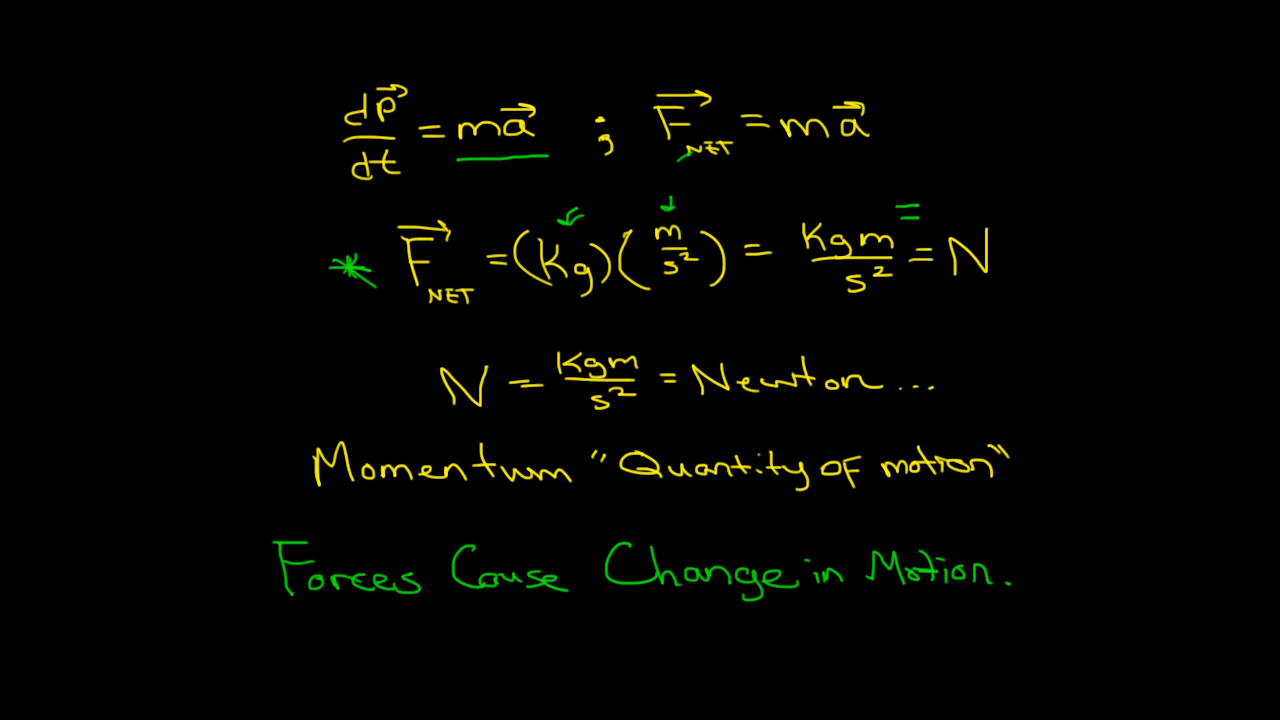 dp⃗/dt = ma⃗ ; F⃗NET = ma⃗
* F⃗NET = (Kg)(m/s²) = Kgm/s² = N
N = Kgm/s² = Newton...
Momentum "Quantity of motion"
Forces Cause Change in Motion.